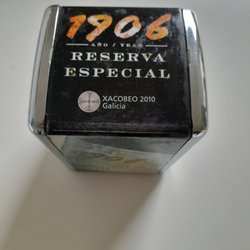 1906
AÑO / YEAR
RESERVA
ESPECIAL
XACOBEO 2010
Galicia